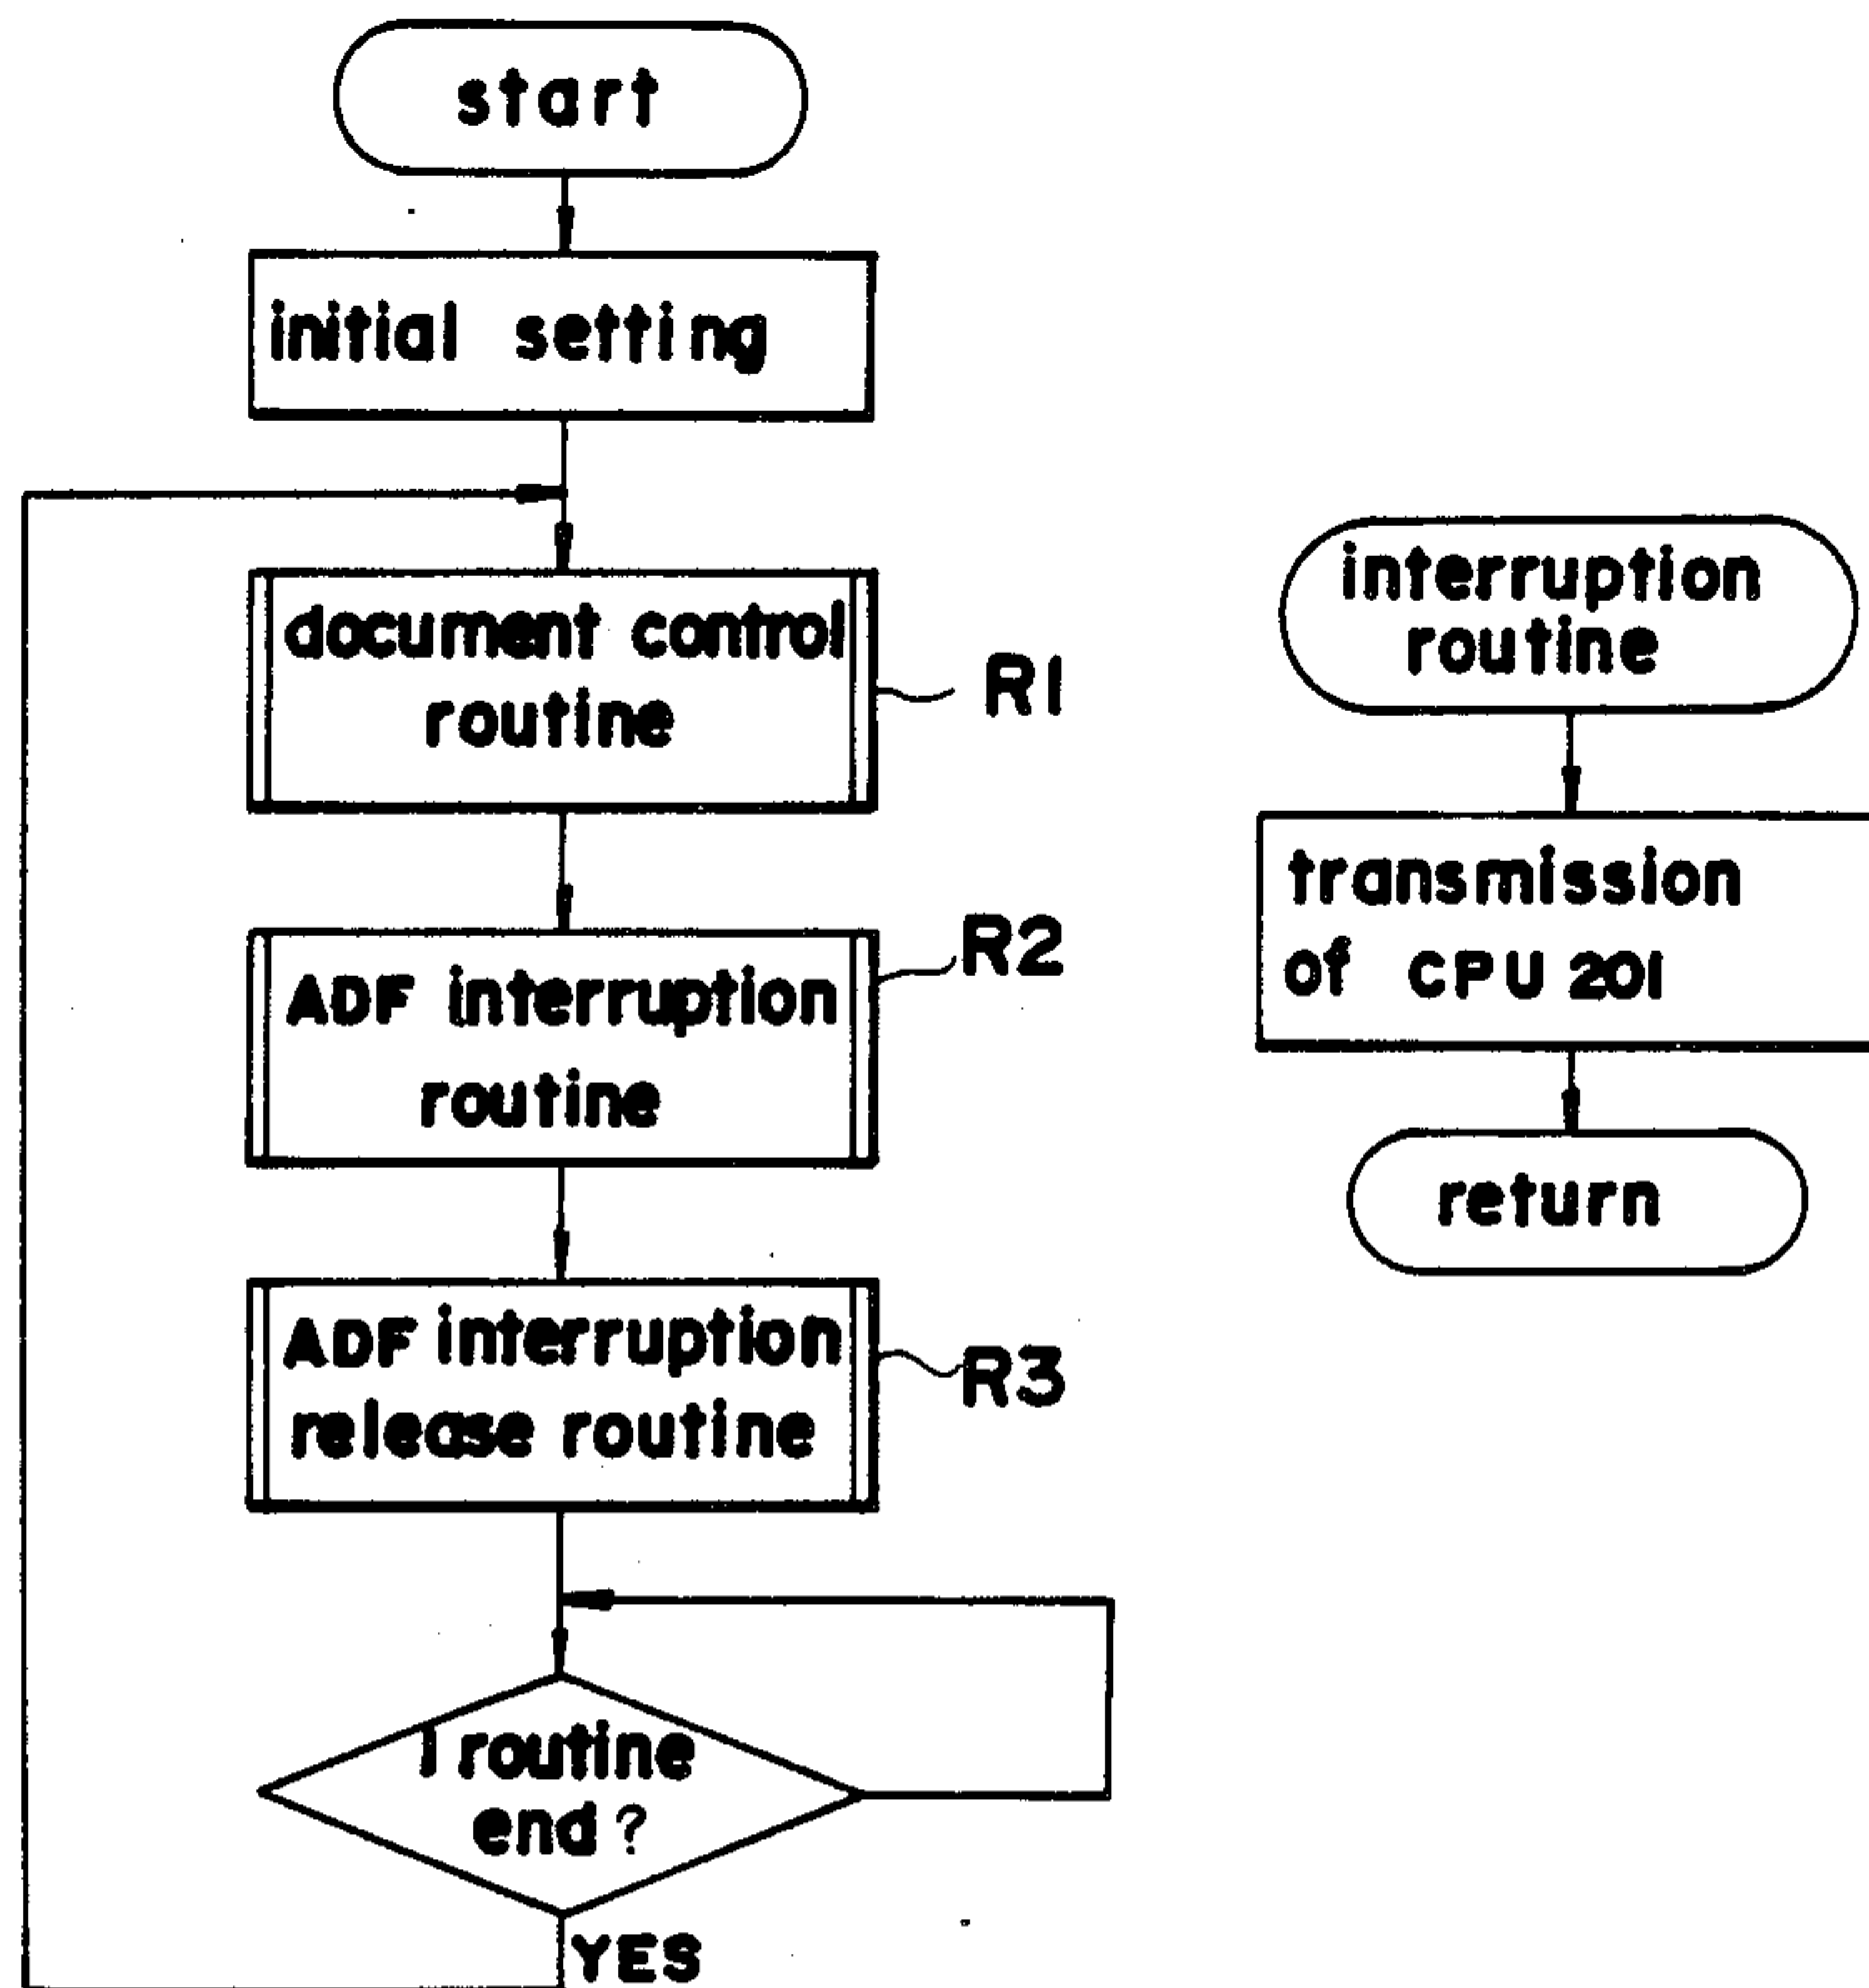 start
initial setting
document control
routine
R1
ADF interruption
routine
R2
ADF interruption
release routine
R3
1 routine
end?
YES
interruption
routine
transmission
of CPU 201
return